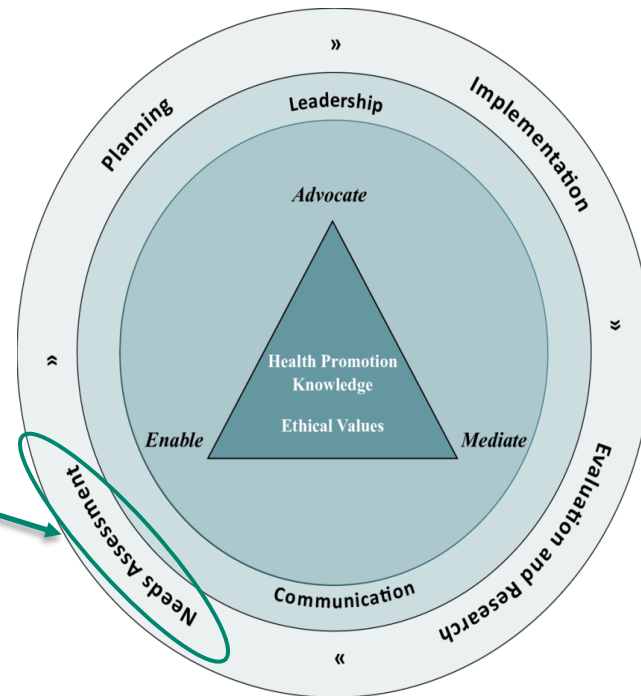 »
Planning
Implementation
Leadership
Advocate
»
»
Health Promotion
Knowledge
Ethical Values
Enable
Mediate
Needs Assessment
Evaluation and Research
Communication
»